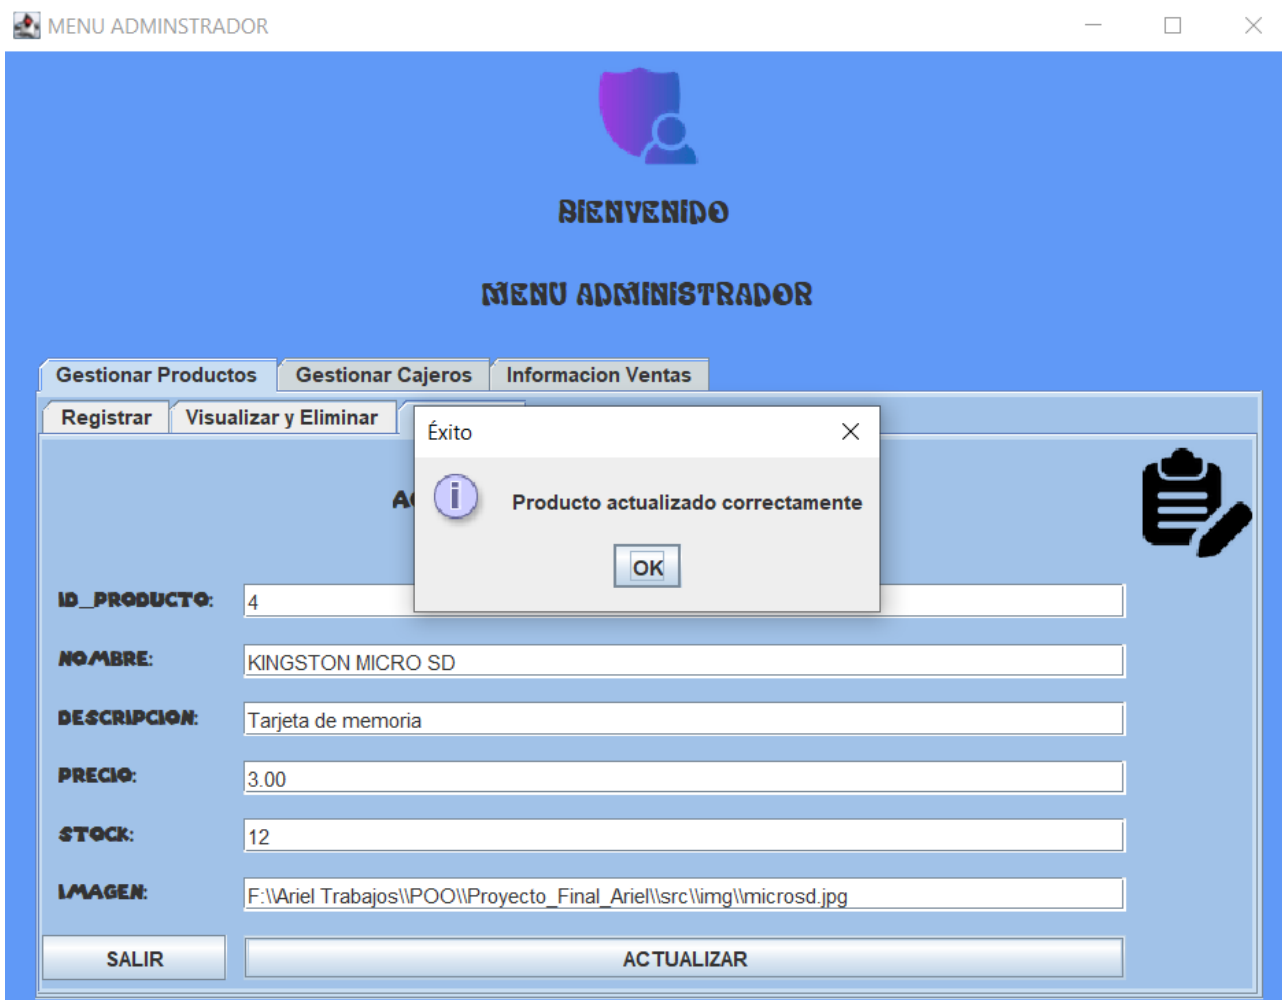 MENU ADMINSTRADOR
BIENVENIDO
MENU ADMINISTRADOR
Gestionar Productos Gestionar Cajeros Informacion Ventas
Registrar Visualizar y Eliminar
Éxito
Producto actualizado correctamente
OK
ID_PRODUCTO: 4
NOMBRE: KINGSTON MICRO SD
DESCRIPCION: Tarjeta de memoria
PRECIO: 3.00
STOCK: 12
IMAGEN: F:\\Ariel Trabajos\\POO\\Proyecto_Final_Ariel\\src\\img\\microsd.jpg
SALIR ACTUALIZAR